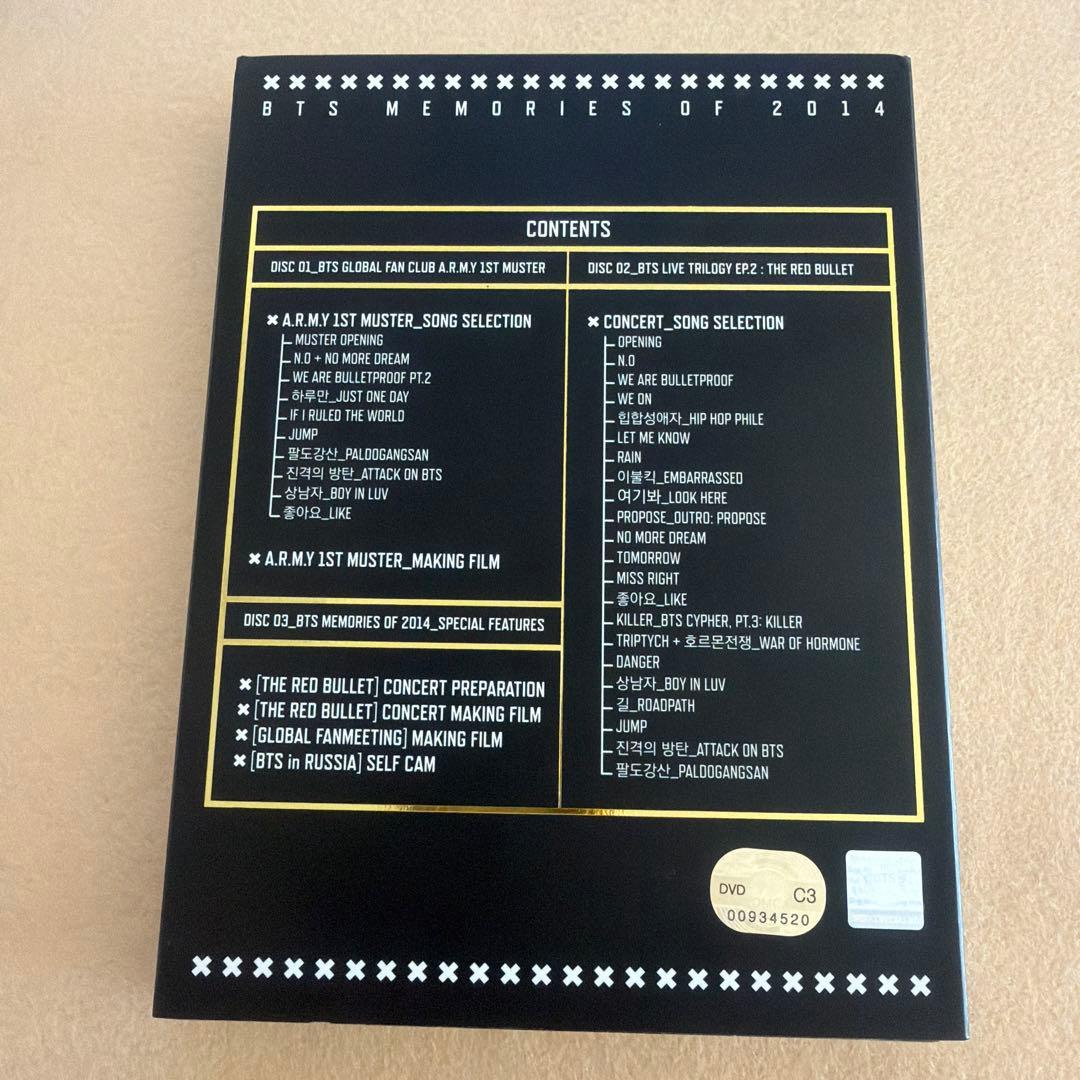 BTS MEMORIES OF 2014
CONTENTS
DISC 01_BTS GLOBAL FAN CLUB A.R.M.Y 1ST MUSTER
✖ A.R.M.Y 1ST MUSTER_SONG SELECTION
MUSTER OPENING
N.O + NO MORE DREAM
WE ARE BULLETPROOF PT.2
하루만_JUST ONE DAY
IF I RULED THE WORLD
JUMP
팔도강산_PALDOGANGSAN
진격의 방탄_ATTACK ON BTS
상남자_BOY IN LUV
좋아요_LIKE
✖ A.R.M.Y 1ST MUSTER_MAKING FILM
DISC 03_BTS MEMORIES OF 2014_SPECIAL FEATURES
✖ [THE RED BULLET] CONCERT PREPARATION
✖ [THE RED BULLET] CONCERT MAKING FILM
✖ [GLOBAL FANMEETING] MAKING FILM
✖ [BTS in RUSSIA] SELF CAM
DISC 02_BTS LIVE TRILOGY EP.2 : THE RED BULLET
✖ CONCERT_SONG SELECTION
OPENING
N.O
WE ARE BULLETPROOF
WE ON
힙합성애자_HIP HOP PHILE
LET ME KNOW
RAIN
이불킥_EMBARRASSED
여기봐_LOOK HERE
PROPOSE_OUTRO: PROPOSE
NO MORE DREAM
TOMORROW
MISS RIGHT
좋아요_LIKE
KILLER_BTS CYPHER, PT.3: KILLER
TRIPTYCH + 호르몬전쟁_WAR OF HORMONE
DANGER
상남자_BOY IN LUV
길_ROADPATH
JUMP
진격의 방탄_ATTACK ON BTS
팔도강산_PALDOGANGSAN
DVD C3
00934520